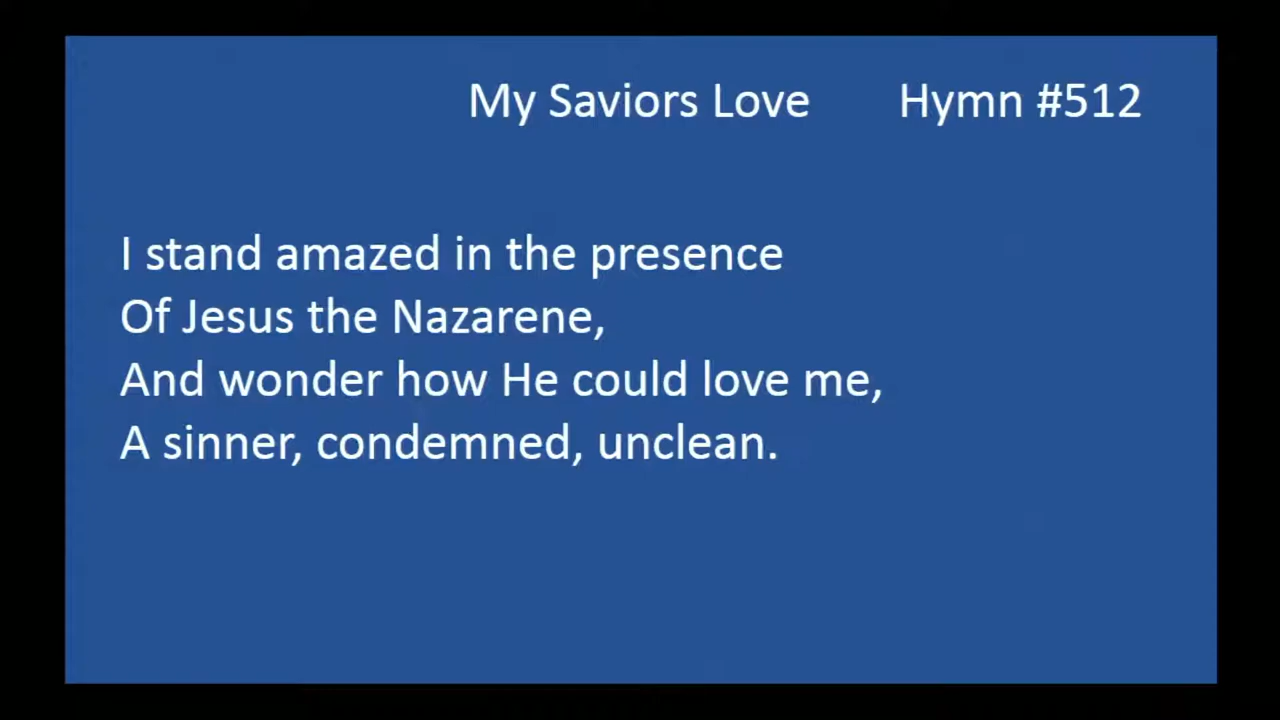 My Saviors Love Hymn #512
I stand amazed in the presence
Of Jesus the Nazarene,
And wonder how He could love me,
A sinner, condemned, unclean.